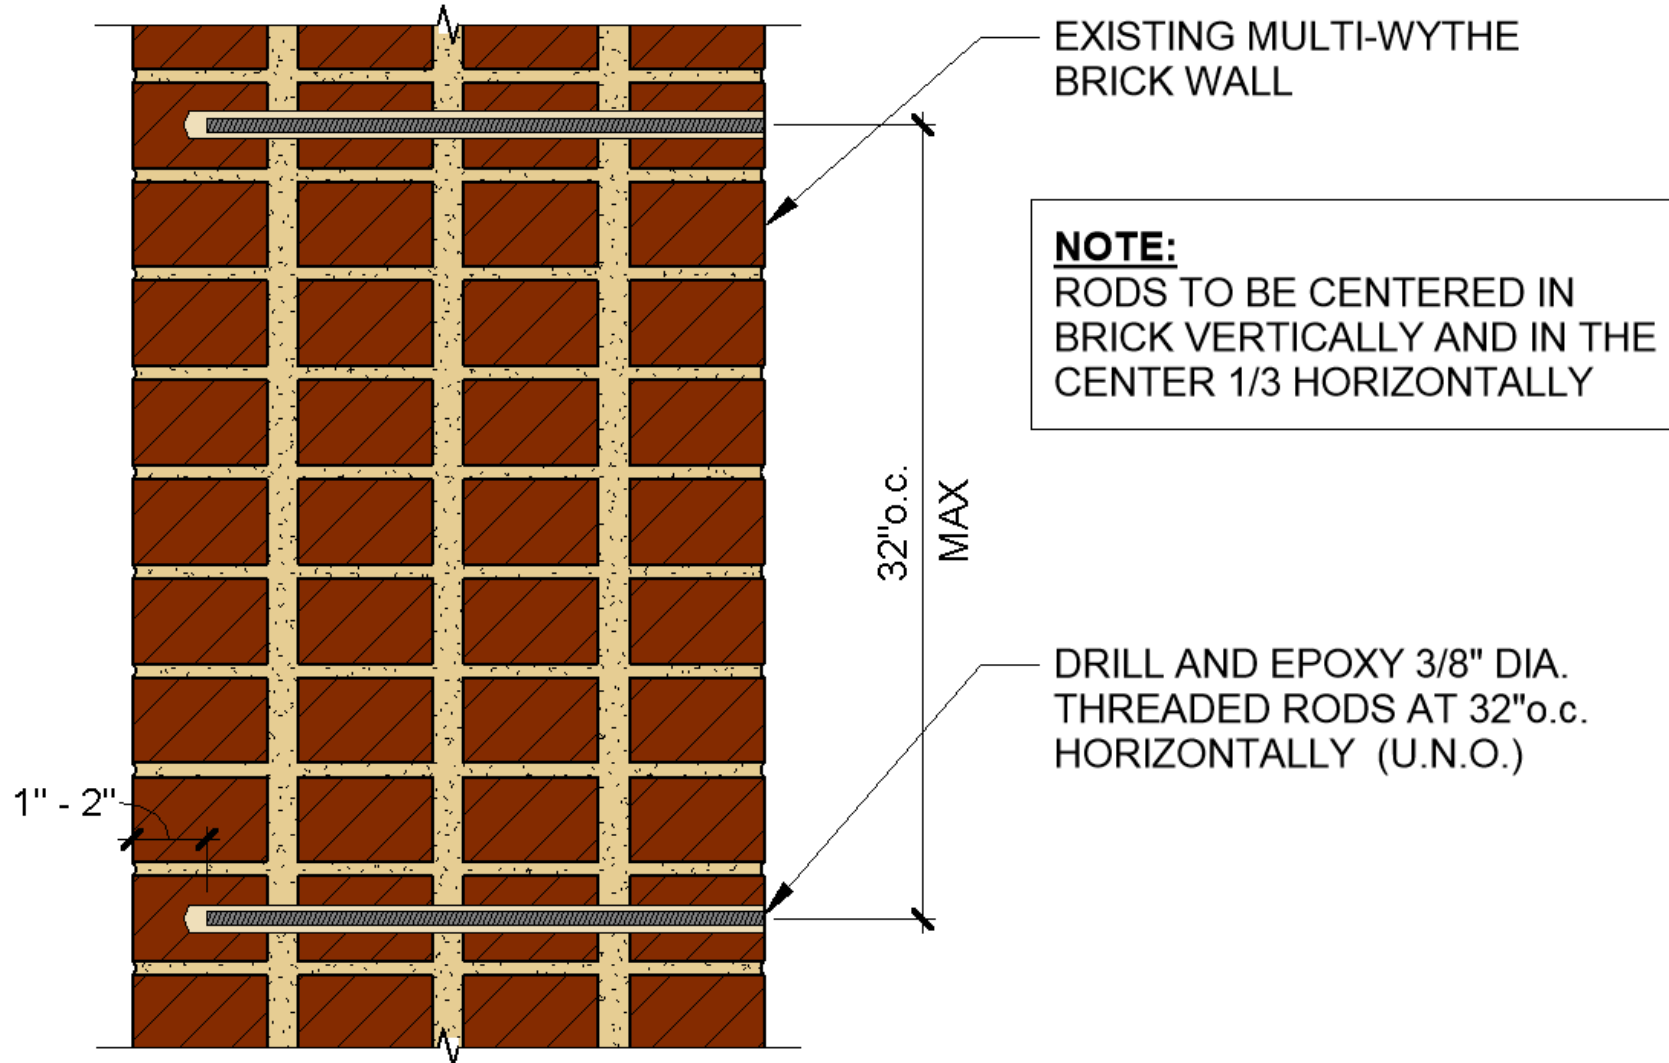 EXISTING MULTI-WYTHE
BRICK WALL
NOTE:
RODS TO BE CENTERED IN
BRICK VERTICALLY AND IN THE
CENTER 1/3 HORIZONTALLY
32"o.c.
MAX
DRILL AND EPOXY 3/8" DIA.
THREADED RODS AT 32"o.c.
HORIZONTALLY (U.N.O.)
1" - 2"